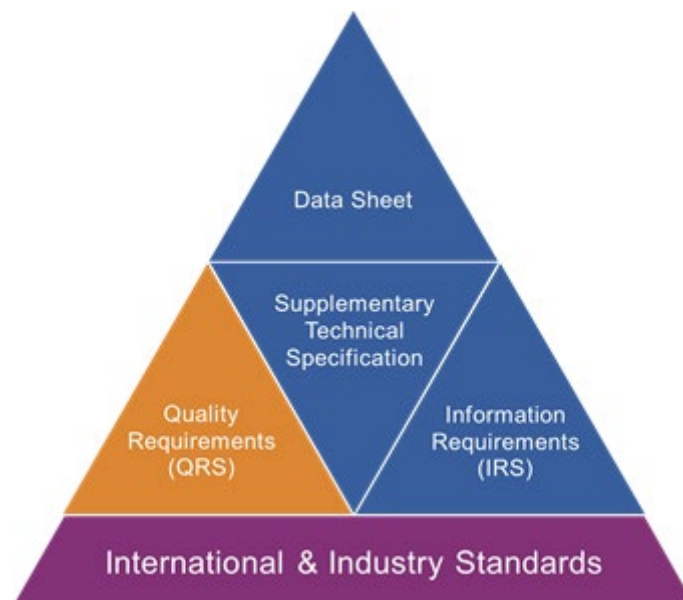 Data Sheet
Supplementary
Technical
Specification
Quality
Requirements
(QRS)
Information
Requirements
(IRS)
International & Industry Standards